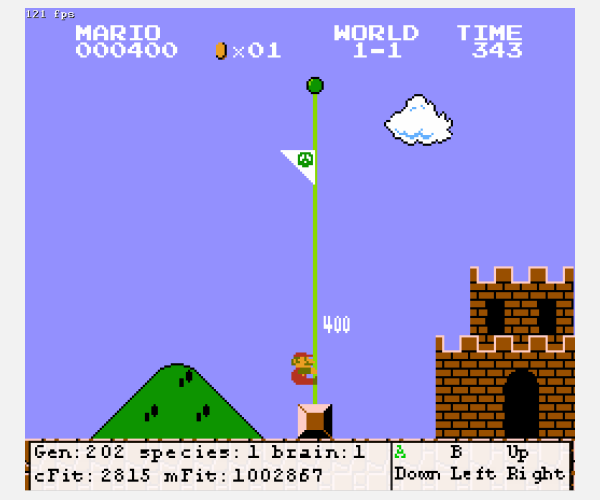 121 fps
MARIO WORLD TIME
000400 ×01 1-1 343
400
Gen:202 species:1 brain:1 A B Up
cFit:2815 mFit:1002867 Down Left Right